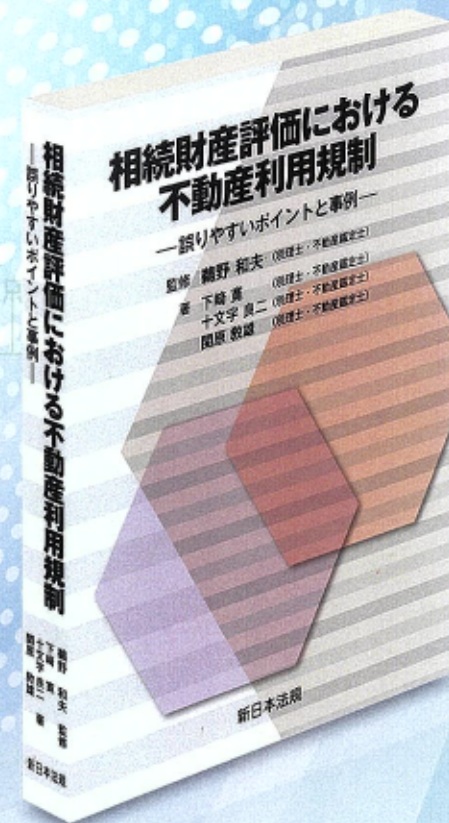 相続財産評価における
不動産利用規制
―誤りやすいポイントと事例―
監修 鵜野 和夫 (税理士・不動産鑑定士)
著 下﨑 寛 (税理士・不動産鑑定士)
十文字 良二 (税理士・不動産鑑定士)
関原 教雄 (税理士・不動産鑑定士)
新日本法規
相続財産評価における不動産利用規制
―誤りやすいポイントと事例―
鵜野 和夫 監修
下﨑 寛
十文字 良二 著
関原 教雄
新日本法規